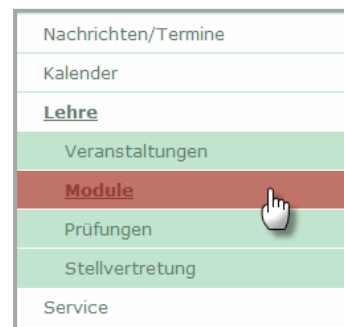 Nachrichten/Termine
Kalender
Lehre
Veranstaltungen
Module
Prüfungen
Stellvertretung
Service